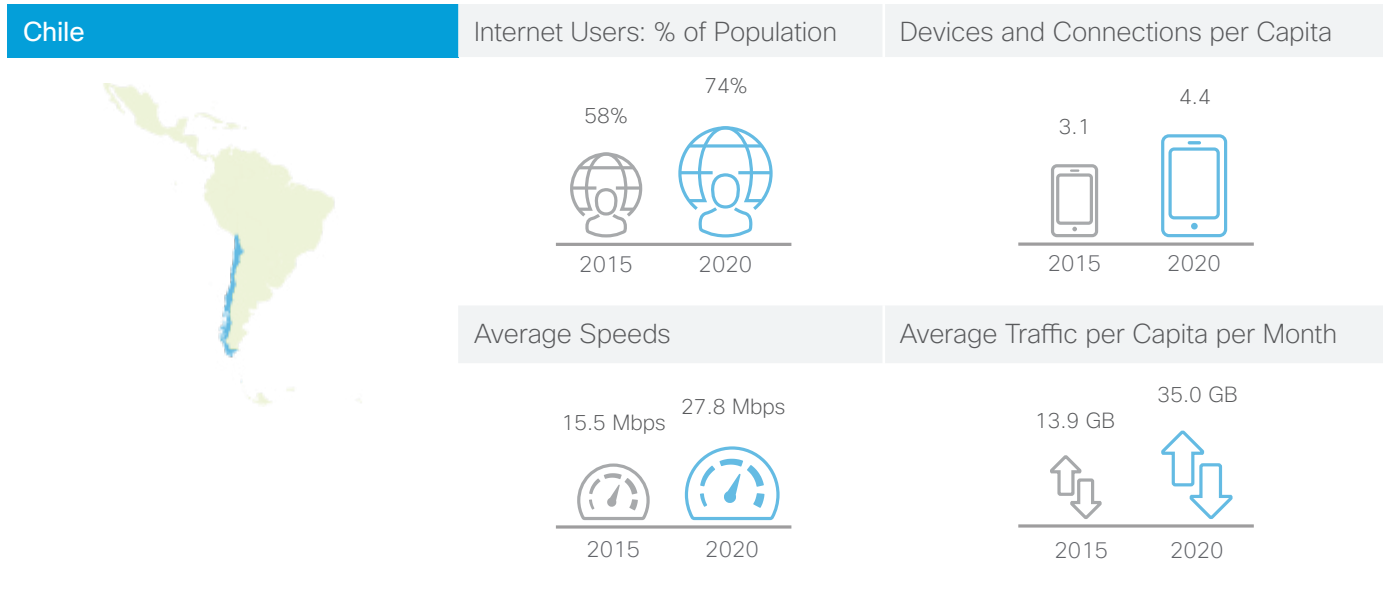 Chile
Internet Users: % of Population
Devices and Connections per Capita
58%
74%
2015
2020
3.1
4.4
2015
2020
Average Speeds
Average Traffic per Capita per Month
15.5 Mbps
27.8 Mbps
2015
2020
13.9 GB
35.0 GB
2015
2020